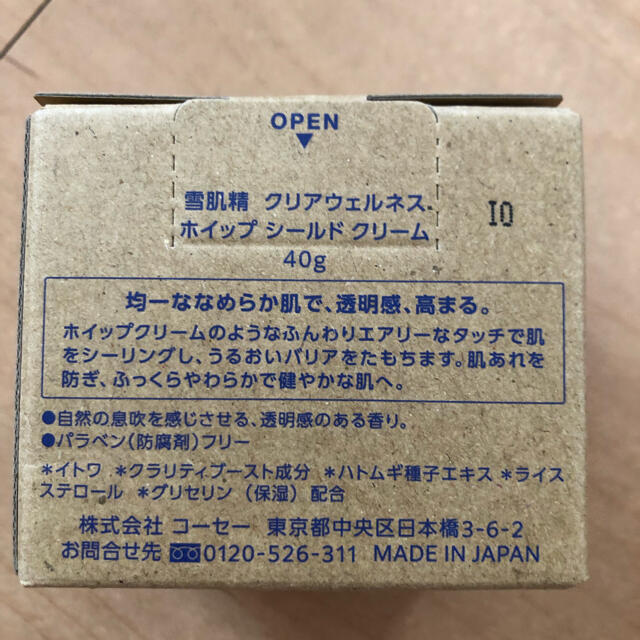 OPEN
雪肌精 クリアウェルネス
ホイップ シールド クリーム
40g
IO
均一ななめらか肌で、透明感、高まる。
ホイップクリームのようなふんわりエアリーなタッチで肌
をシーリングし、うるおいバリアをたもちます。肌あれを
防ぎ、ふっくらやわらかで健やかな肌へ。
●自然の息吹を感じさせる、透明感のある香り。
●パラベン(防腐剤)フリー
*イトワ *クラリティブースト成分 *ハトムギ種子エキス *ライス
ステロール *グリセリン(保湿)配合
株式会社 コーセー 東京都中央区日本橋3-6-2
お問合せ先 0120-526-311 MADE IN JAPAN